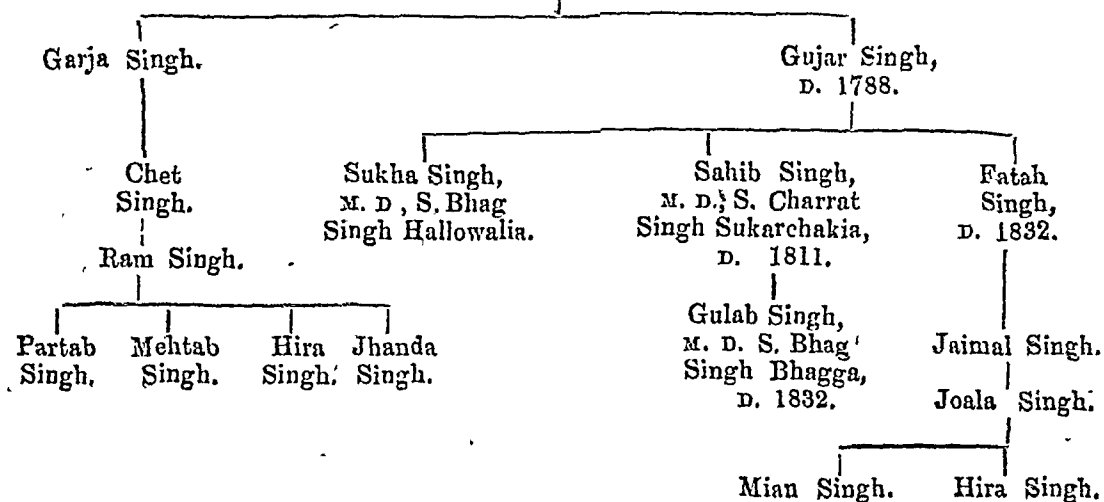 Garja Singh.
Gujar Singh,
D. 1788.
Chet
Singh.
Sukha Singh,
M. D , S. Bhag
Singh Hallowalia.
Sahib Singh,
M. D.; S. Charrat
Singh Sukarchakia,
D. 1811.
Fatah
Singh,
D. 1832.
Ram Singh.
Partab
Singh.
Mehtab
Singh.
Hira
Singh.
Jhanda
Singh.
Gulab Singh,
M. D. S. Bhag
Singh Bhagga,
D. 1832.
Jaimal Singh.
Joala Singh.
Mian Singh.
Hira Singh.